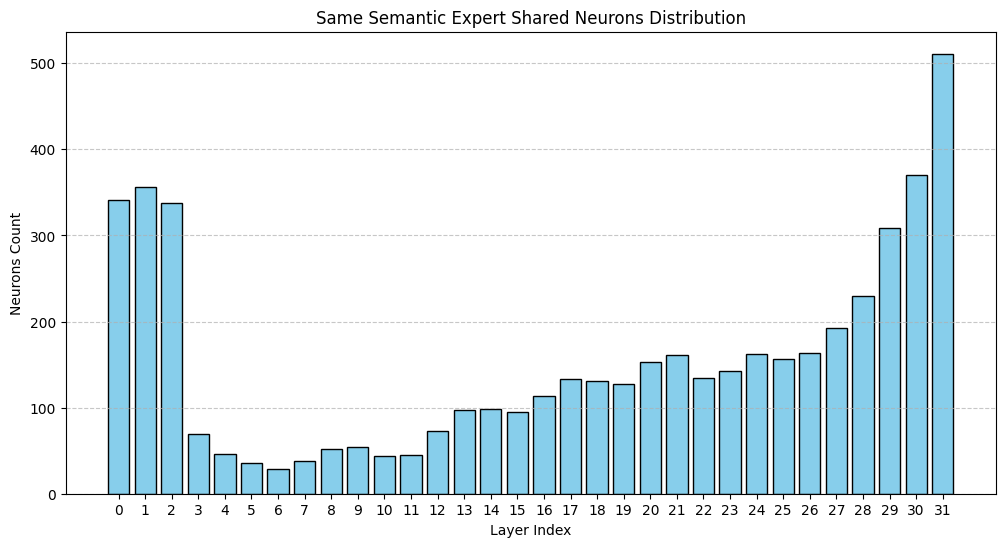 Same Semantic Expert Shared Neurons Distribution
Neurons Count
500
400
300
200
100
0
0 1 2 3 4 5 6 7 8 9 10 11 12 13 14 15 16 17 18 19 20 21 22 23 24 25 26 27 28 29 30 31
Layer Index